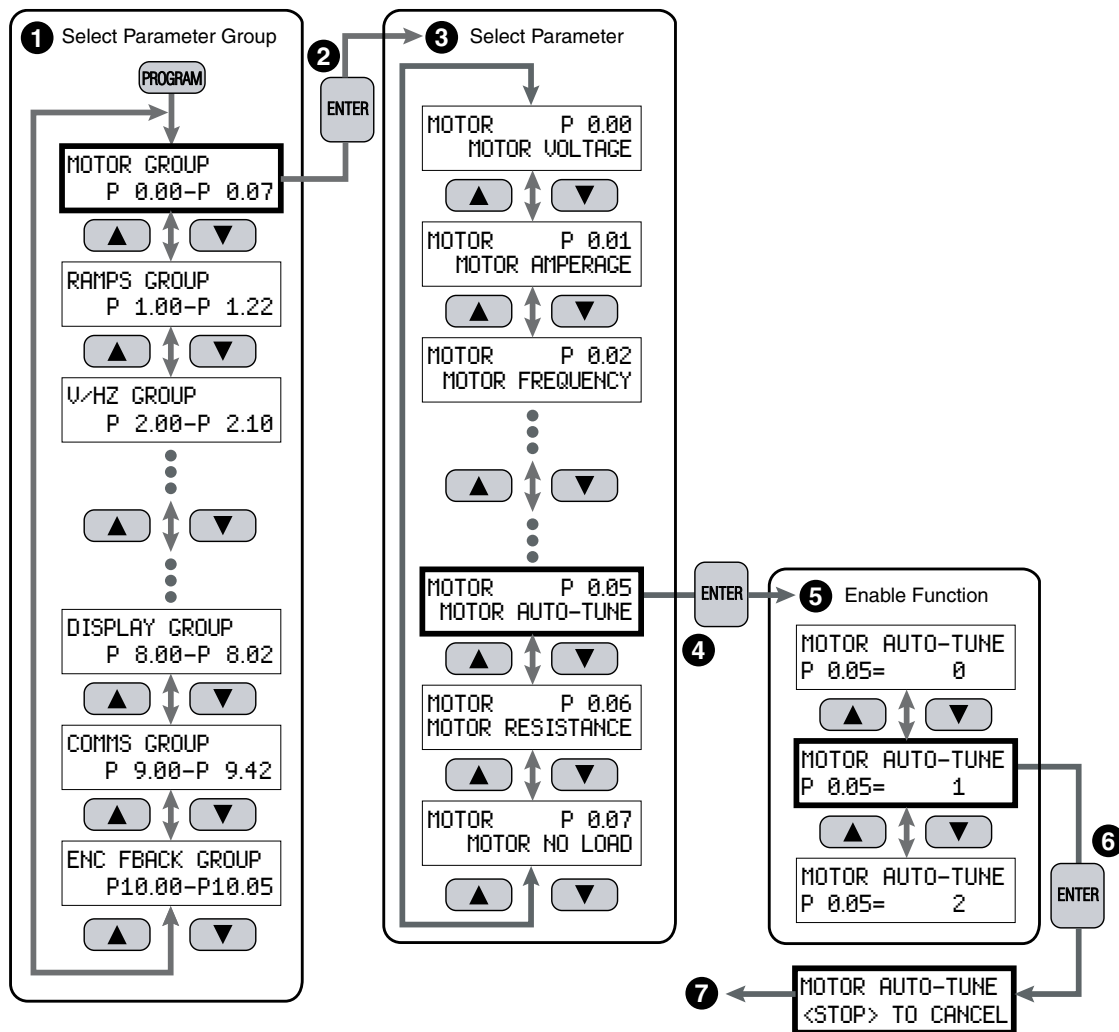 1 Select Parameter Group
PROGRAM
MOTOR GROUP
P 0.00-P 0.07
▲ ▼
RAMPS GROUP
P 1.00-P 1.22
▲ ▼
V/HZ GROUP
P 2.00-P 2.10
▲ ▼
DISPLAY GROUP
P 8.00-P 8.02
▲ ▼
COMMS GROUP
P 9.00-P 9.42
▲ ▼
ENC FBACK GROUP
P10.00-P10.05
▲ ▼
2
ENTER
3 Select Parameter
MOTOR P 0.00
MOTOR VOLTAGE
▲ ▼
MOTOR P 0.01
MOTOR AMPERAGE
▲ ▼
MOTOR P 0.02
MOTOR FREQUENCY
▲ ▼
MOTOR P 0.05
MOTOR AUTO-TUNE
▲ ▼
MOTOR P 0.06
MOTOR RESISTANCE
▲ ▼
MOTOR P 0.07
MOTOR NO LOAD
▲ ▼
ENTER
4
5 Enable Function
MOTOR AUTO-TUNE
P 0.05= 0
▲ ▼
MOTOR AUTO-TUNE
P 0.05= 1
▲ ▼
MOTOR AUTO-TUNE
P 0.05= 2
6
ENTER
7
MOTOR AUTO-TUNE
<STOP> TO CANCEL